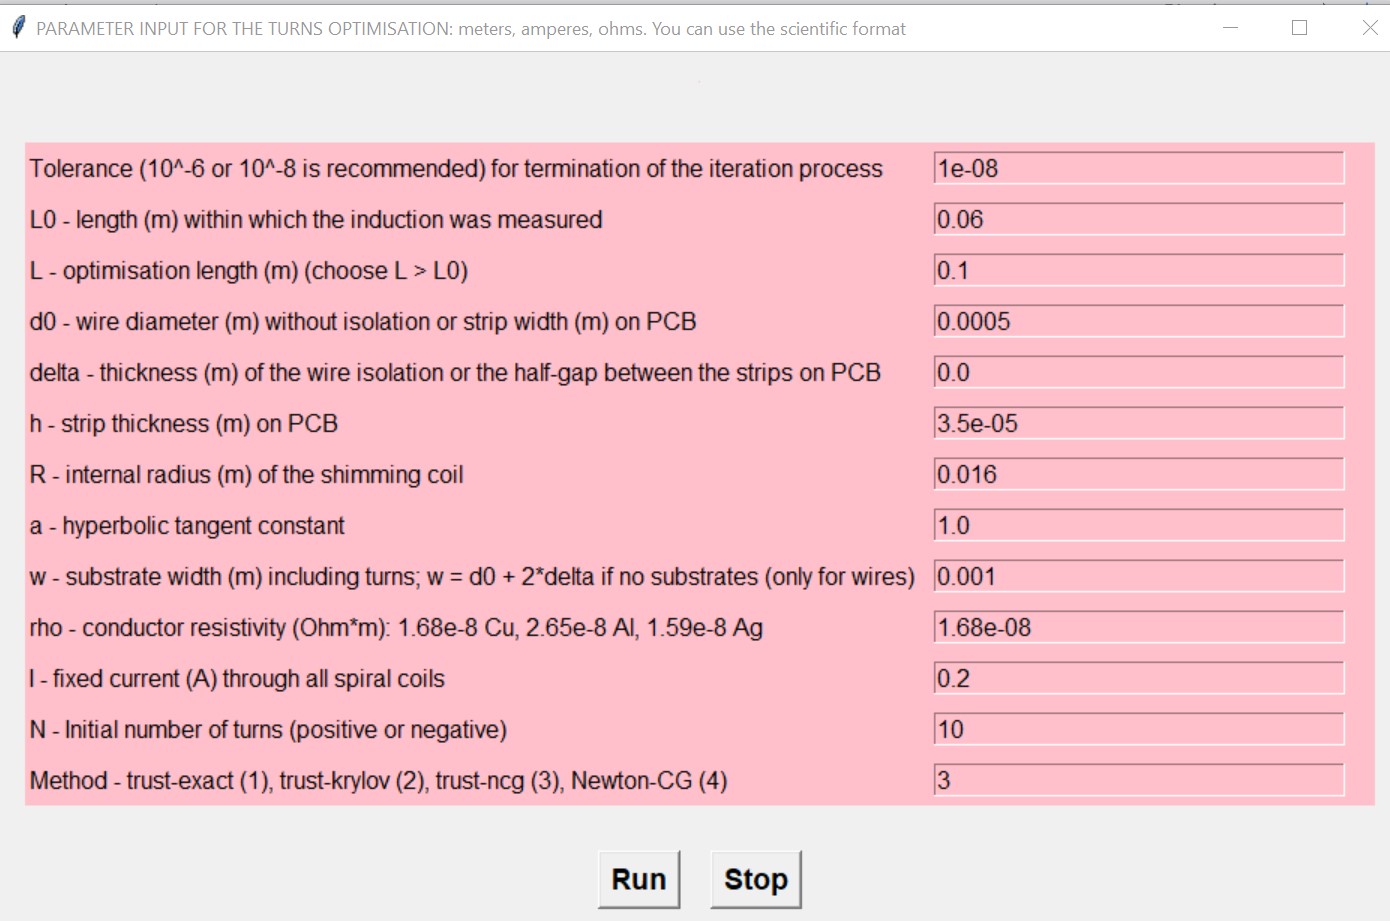 PARAMETER INPUT FOR THE TURNS OPTIMISATION: meters, amperes, ohms. You can use the scientific format
Tolerance (10^-6 or 10^-8 is recommended) for termination of the iteration process 1e-08
L0 - length (m) within which the induction was measured 0.06
L - optimisation length (m) (choose L > L0) 0.1
d0 - wire diameter (m) without isolation or strip width (m) on PCB 0.0005
delta - thickness (m) of the wire isolation or the half-gap between the strips on PCB 0.0
h - strip thickness (m) on PCB 3.5e-05
R - internal radius (m) of the shimming coil 0.016
a - hyperbolic tangent constant 1.0
w - substrate width (m) including turns; w = d0 + 2*delta if no substrates (only for wires) 0.001
rho - conductor resistivity (Ohm*m): 1.68e-8 Cu, 2.65e-8 Al, 1.59e-8 Ag 1.68e-08
I - fixed current (A) through all spiral coils 0.2
N - Initial number of turns (positive or negative) 10
Method - trust-exact (1), trust-krylov (2), trust-ncg (3), Newton-CG (4) 3
Run Stop